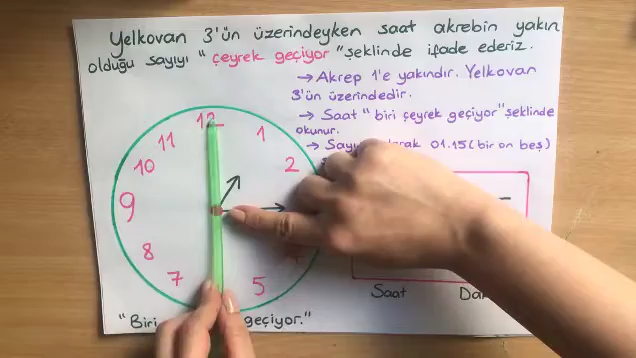 Yelkovan 3'ün üzerindeyken saat akrebin yakın
olduğu sayıyı "çeyrek geçiyor" şeklinde ifade ederiz.
→ Akrep 1'e yakındır. Yelkovan
3'ün üzerindedir.
→ Saat "biri çeyrek geçiyor" şeklinde
okunur.
→ 01.15 (bir on beş)
12
11
1
10
2
9
8
7
5
Saat
"Biri geçiyor."